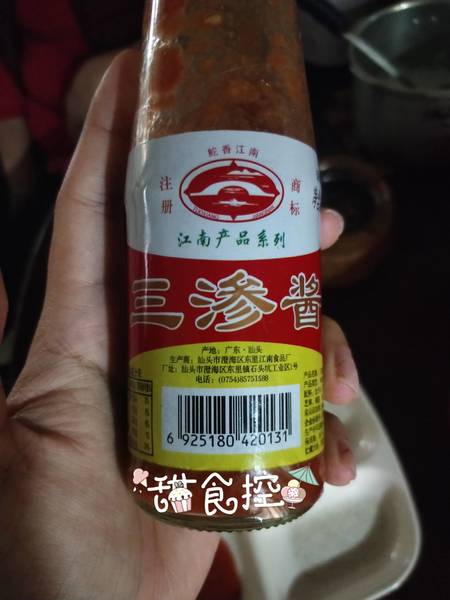 鮀香江南
注册
商标
江南产品系列
三渗酱
产地：广东·汕头
生产商：汕头市澄海区东里江南食品厂
厂址：汕头市澄海区东里镇石头坑工业区1号
电话：(0754)85751588
6 925180 420131
甜食控